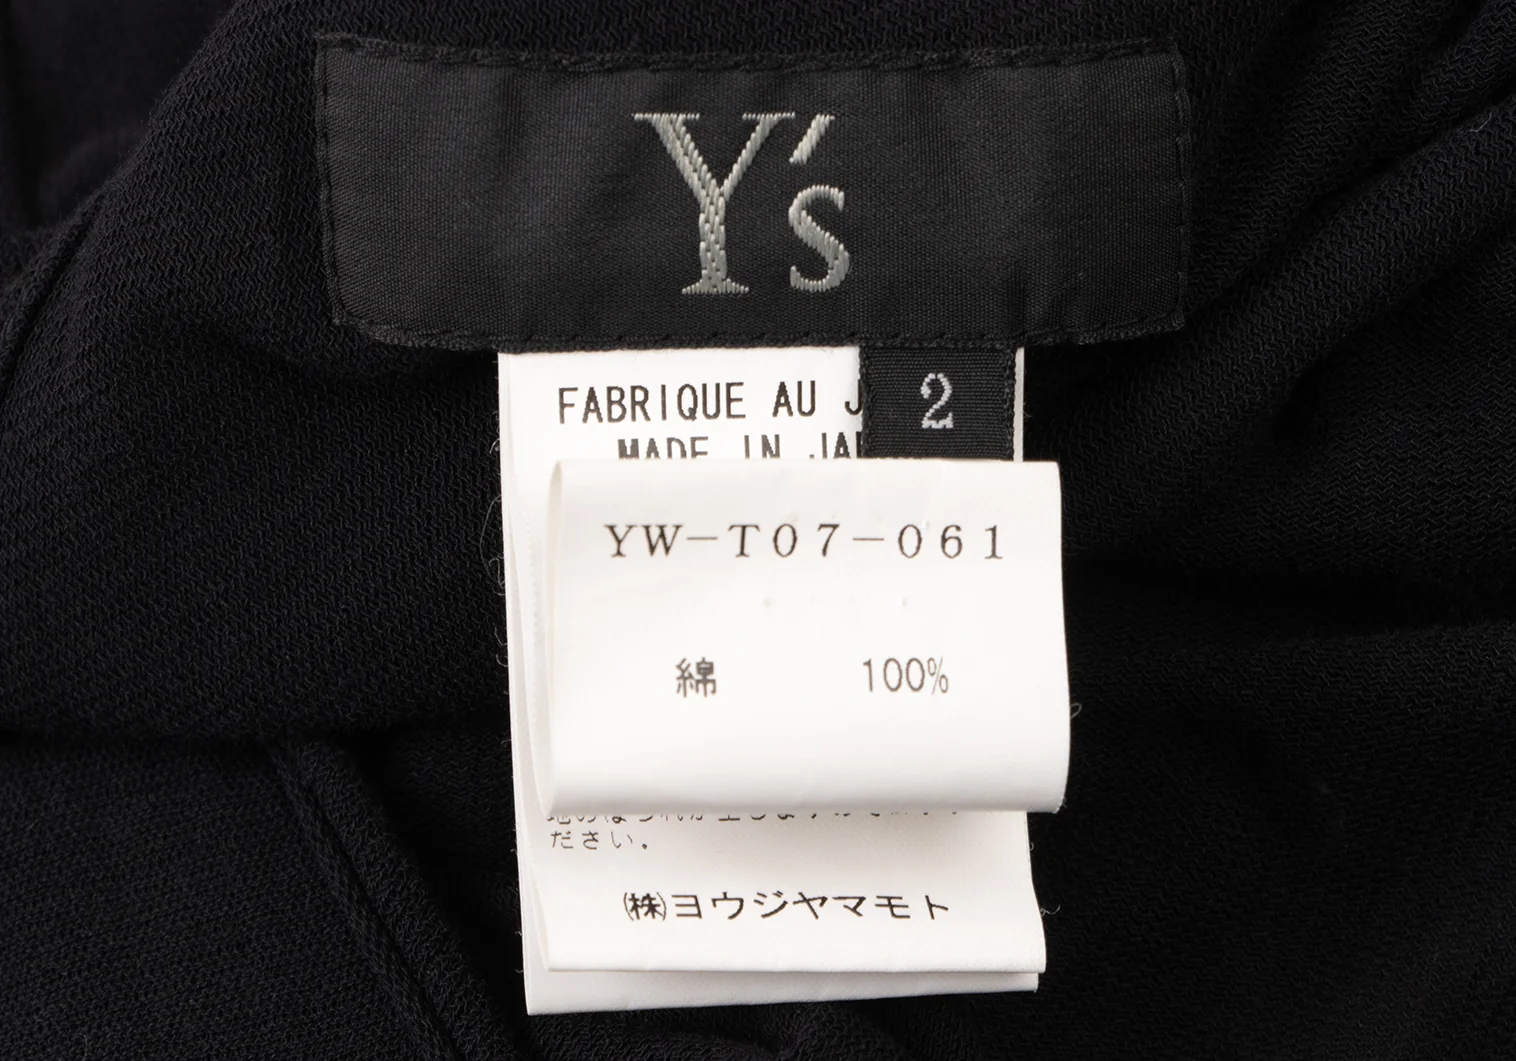 Y's
2
FABRIQUE AU
MADE IN
YW-T07-061
綿 100%
ださい。
㈱ヨウジヤマモト